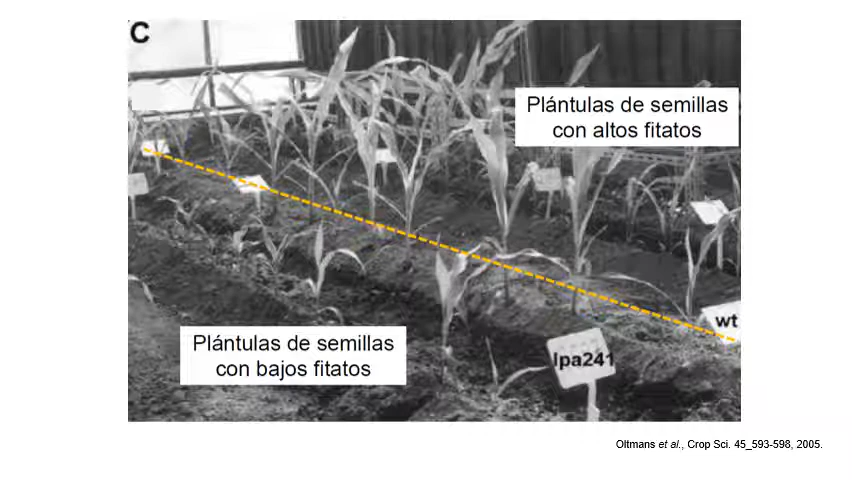 C
Plántulas de semillas
con altos fitatos
wt
Plántulas de semillas
con bajos fitatos
lpa241
Oltmans et al., Crop Sci. 45_593-598, 2005.